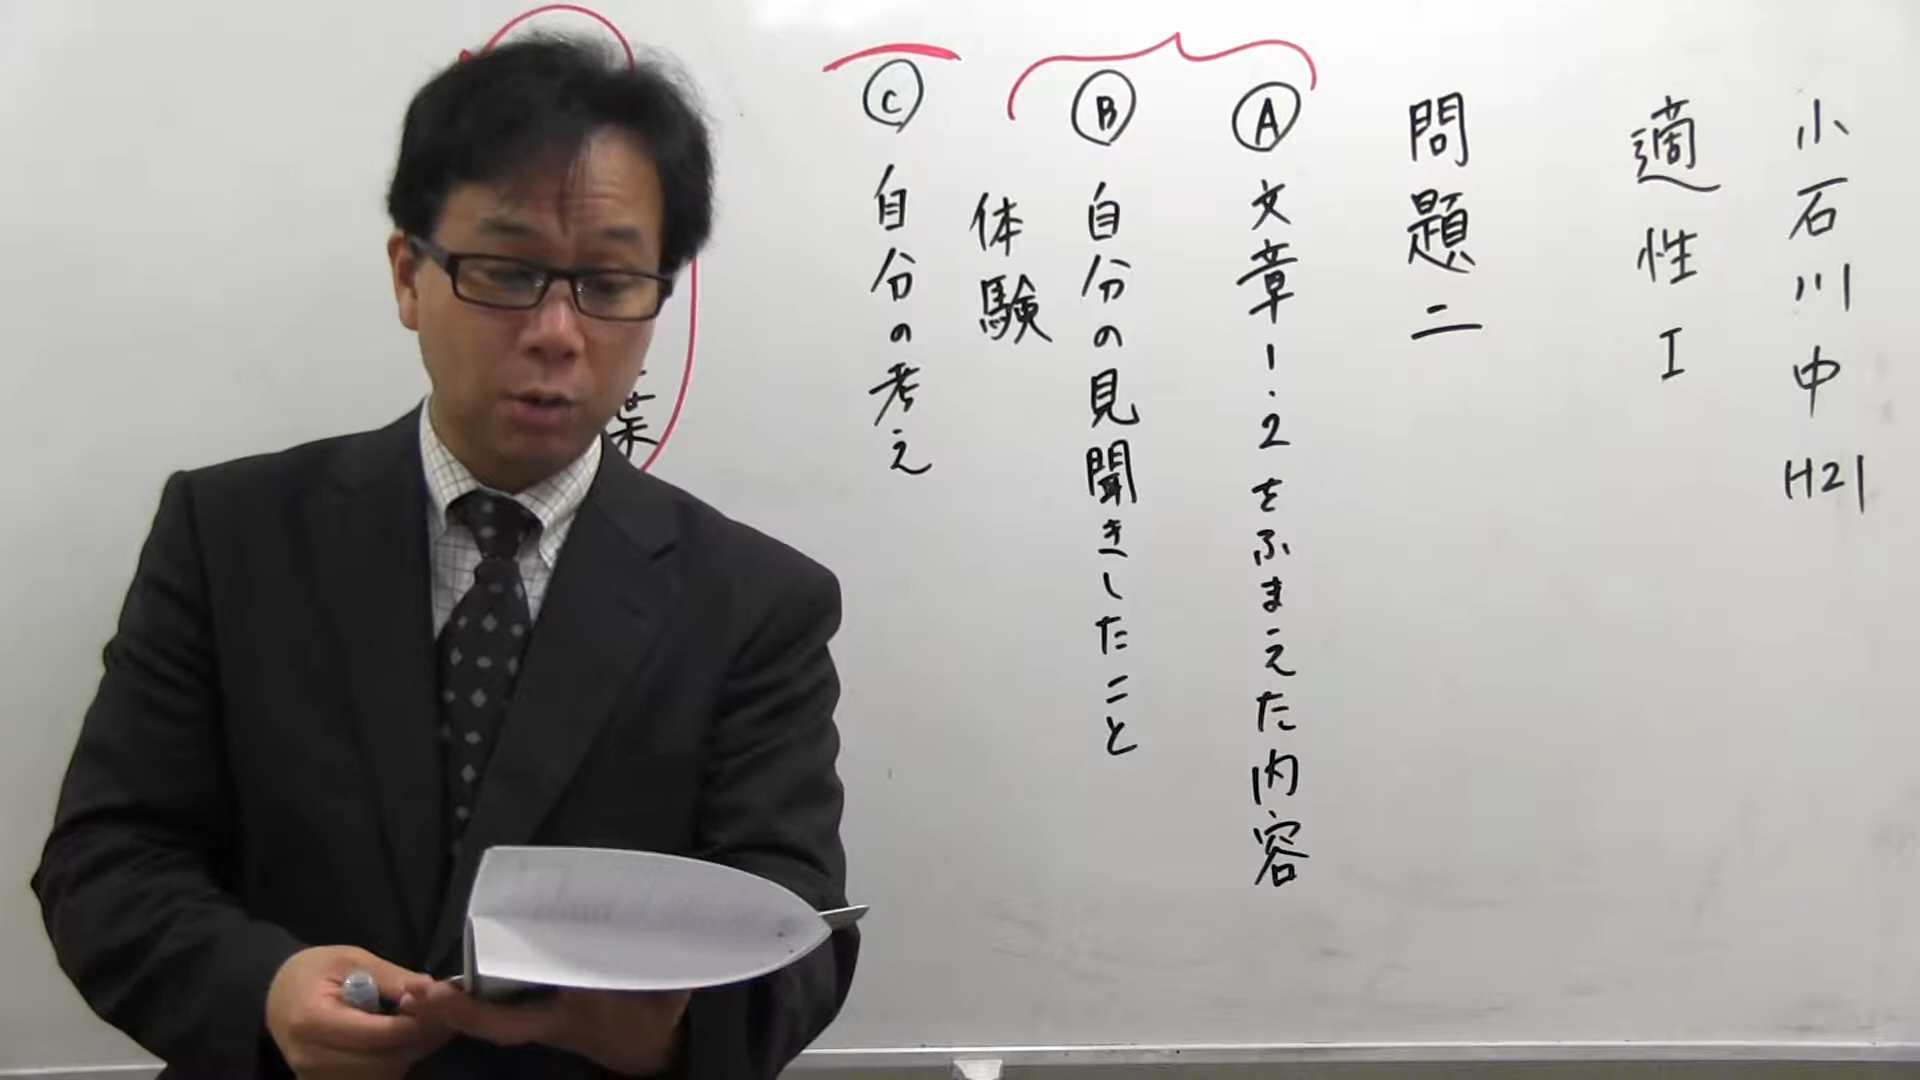 小石川中 H21
適性 I
問題二
Ⓐ 文章1・2をふまえた内容
Ⓑ 自分の見聞きしたこと
体験
Ⓒ 自分の考え
葉